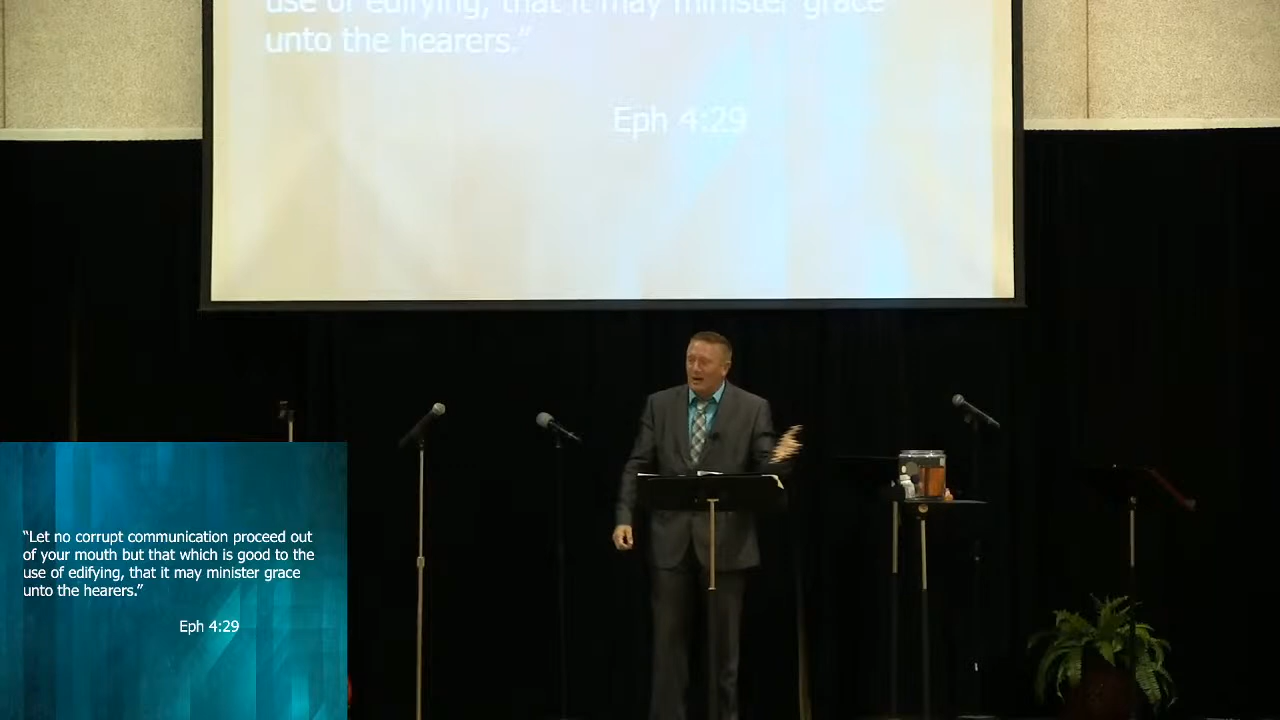 use of edifying, that it may minister grace
unto the hearers.”
Eph 4:29
“Let no corrupt communication proceed out
of your mouth but that which is good to the
use of edifying, that it may minister grace
unto the hearers.”
Eph 4:29